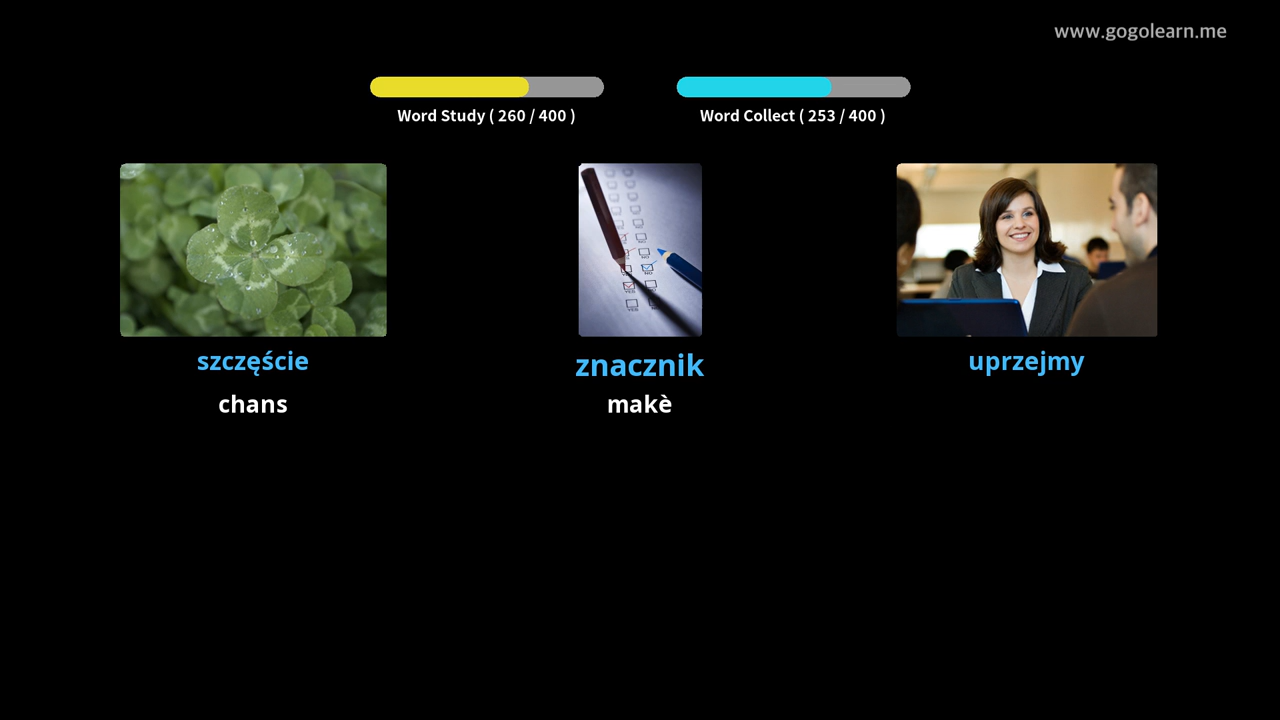 www.gogolearn.me
Word Study ( 260 / 400 )
Word Collect ( 253 / 400 )
szczęście
znacznik
uprzejmy
chans
makè